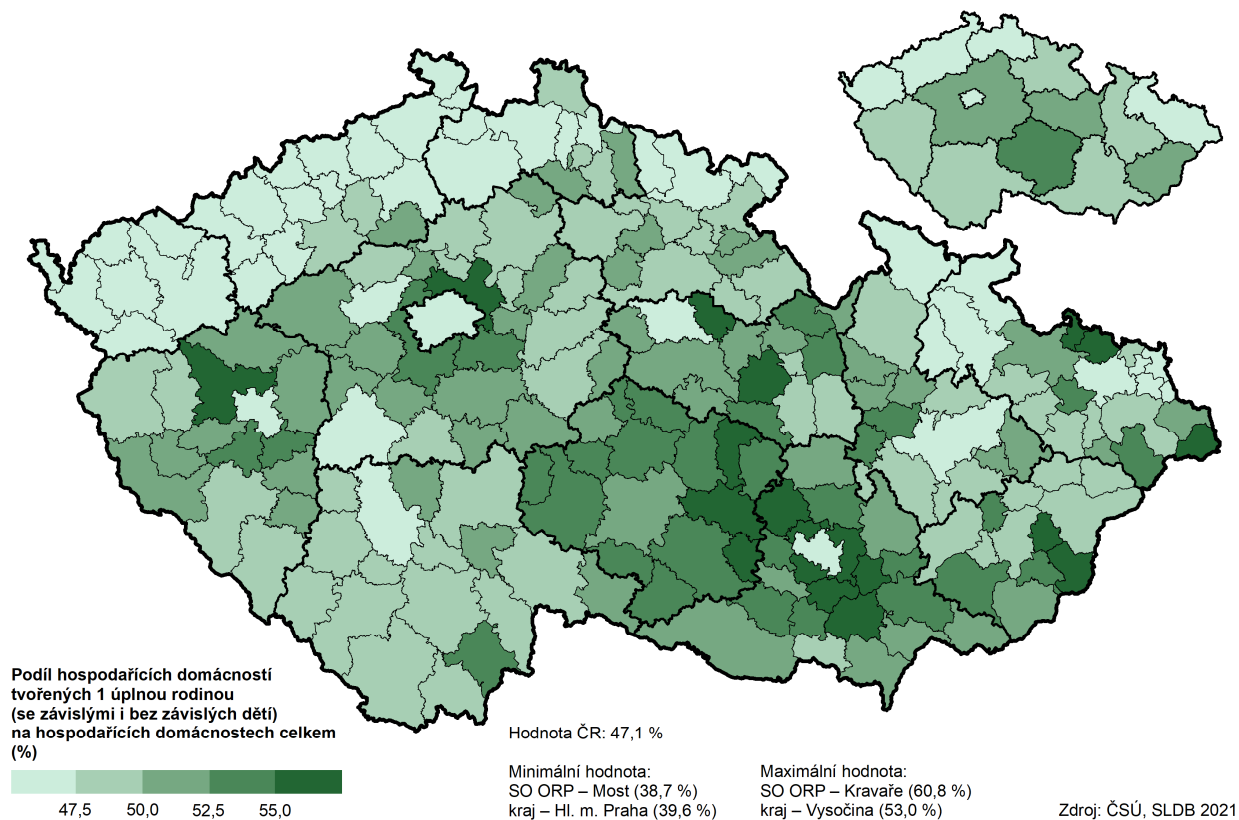 Podíl hospodařících domácností
tvořených 1 úplnou rodinou
(se závislými i bez závislých dětí)
na hospodařících domácnostech celkem
(%)
47,5 50,0 52,5 55,0
Hodnota ČR: 47,1 %
Minimální hodnota:
SO ORP – Most (38,7 %)
kraj – Hl. m. Praha (39,6 %)
Maximální hodnota:
SO ORP – Kravaře (60,8 %)
kraj – Vysočina (53,0 %)
Zdroj: ČSÚ, SLDB 2021